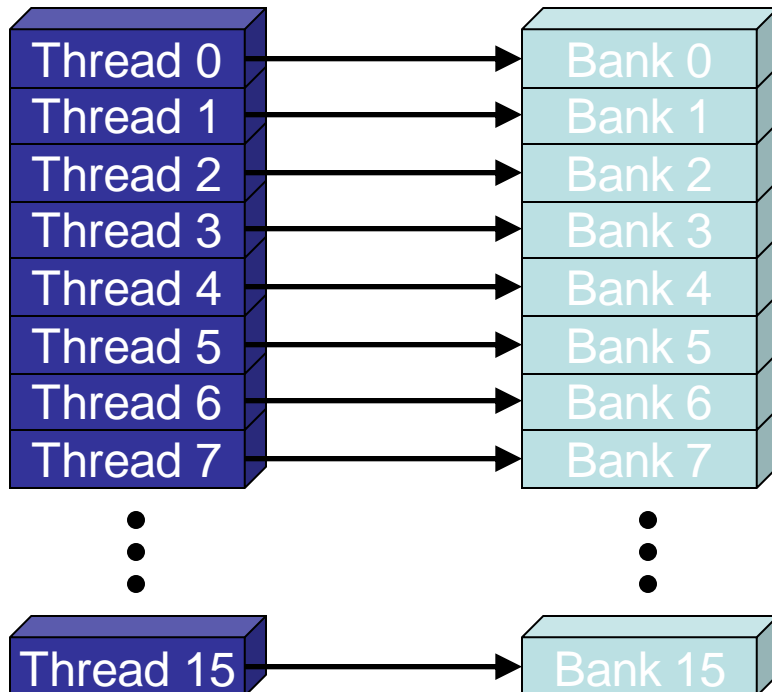 Thread 0 Bank 0
Thread 1 Bank 1
Thread 2 Bank 2
Thread 3 Bank 3
Thread 4 Bank 4
Thread 5 Bank 5
Thread 6 Bank 6
Thread 7 Bank 7
Thread 15 Bank 15